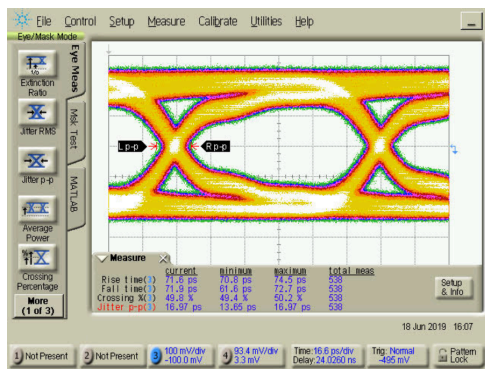 File Control Setup Measure Calibrate Utilities Help
Eye/Mask Mode
Extinction
Ratio
Jitter RMS
Jitter p-p
Average
Power
Crossing
Percentage
More
(1 of 3)
Eye Meas
Msk Test
MATLAB
L p-p
R p-p
Measure
current minimum maximum total meas
Rise time(3) 71.6 ps 70.8 ps 74.5 ps 538
Fall time(3) 71.9 ps 61.6 ps 72.7 ps 538
Crossing %(3) 49.8 % 49.4 % 50.2 % 538
Jitter p-p(3) 16.97 ps 13.65 ps 16.97 ps 538
Setup
& Info
18 Jun 2019 16:07
1 Not Present
2 Not Present
3 100 mV/div
-100.0 mV
4 93.4 mV/div
3.3 mV
Time:16.6 ps/div
Delay:24.0260 ns
Trig: Normal
-495 mV
Pattern
Lock